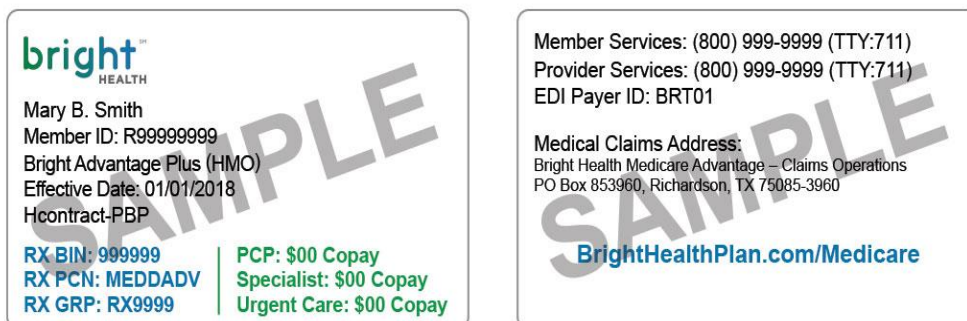 bright SM
HEALTH
Mary B. Smith
Member ID: R99999999
Bright Advantage Plus (HMO)
Effective Date: 01/01/2018
Hcontract-PBP
RX BIN: 999999
RX PCN: MEDDADV
RX GRP: RX9999
PCP: $00 Copay
Specialist: $00 Copay
Urgent Care: $00 Copay
SAMPLE
Member Services: (800) 999-9999 (TTY:711)
Provider Services: (800) 999-9999 (TTY:711)
EDI Payer ID: BRT01
Medical Claims Address:
Bright Health Medicare Advantage – Claims Operations
PO Box 853960, Richardson, TX 75085-3960
BrightHealthPlan.com/Medicare
SAMPLE